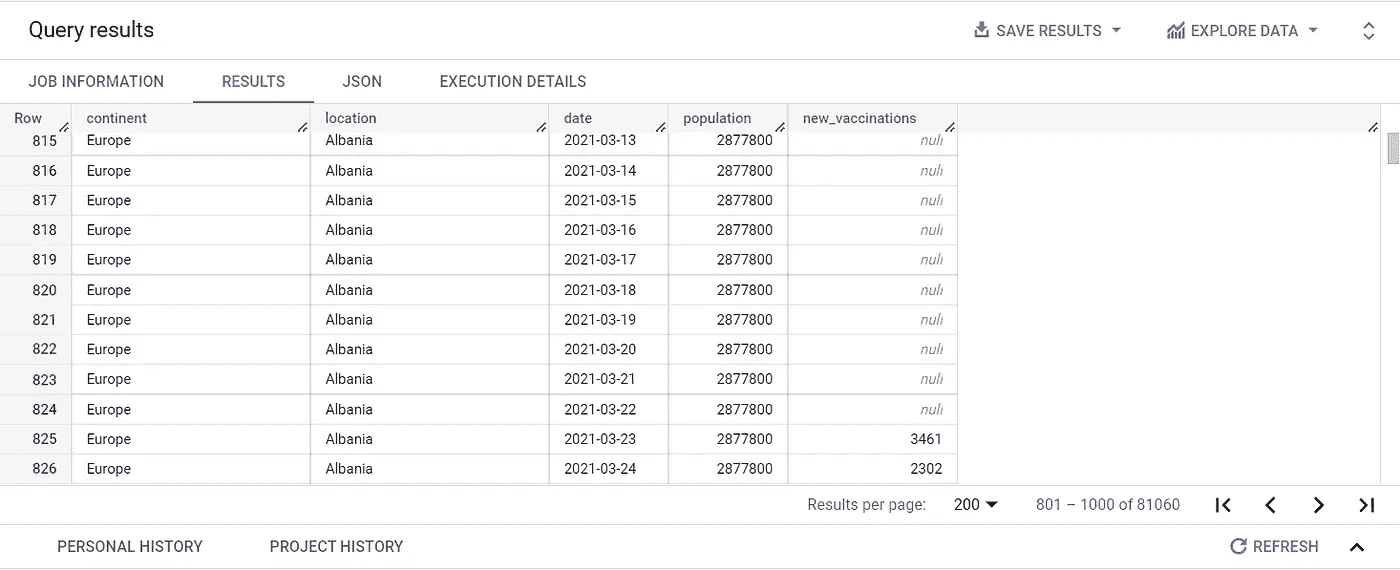 Query results SAVE RESULTS EXPLORE DATA
JOB INFORMATION RESULTS JSON EXECUTION DETAILS
Row continent location date population new_vaccinations
815 Europe Albania 2021-03-13 2877800 null
816 Europe Albania 2021-03-14 2877800 null
817 Europe Albania 2021-03-15 2877800 null
818 Europe Albania 2021-03-16 2877800 null
819 Europe Albania 2021-03-17 2877800 null
820 Europe Albania 2021-03-18 2877800 null
821 Europe Albania 2021-03-19 2877800 null
822 Europe Albania 2021-03-20 2877800 null
823 Europe Albania 2021-03-21 2877800 null
824 Europe Albania 2021-03-22 2877800 null
825 Europe Albania 2021-03-23 2877800 3461
826 Europe Albania 2021-03-24 2877800 2302
Results per page: 200 801 – 1000 of 81060
PERSONAL HISTORY PROJECT HISTORY REFRESH